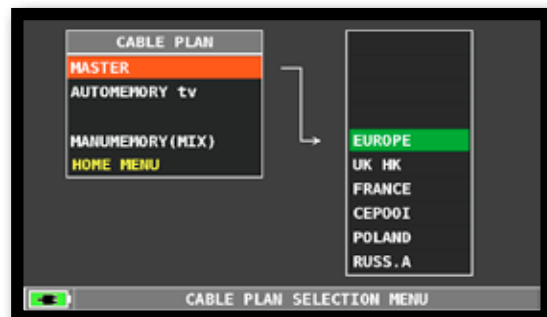 CABLE PLAN
MASTER
AUTOMEMORY tv
MANUMEMORY(MIX)
HOME MENU
EUROPE
UK HK
FRANCE
CEPOOI
POLAND
RUSS.A
CABLE PLAN SELECTION MENU